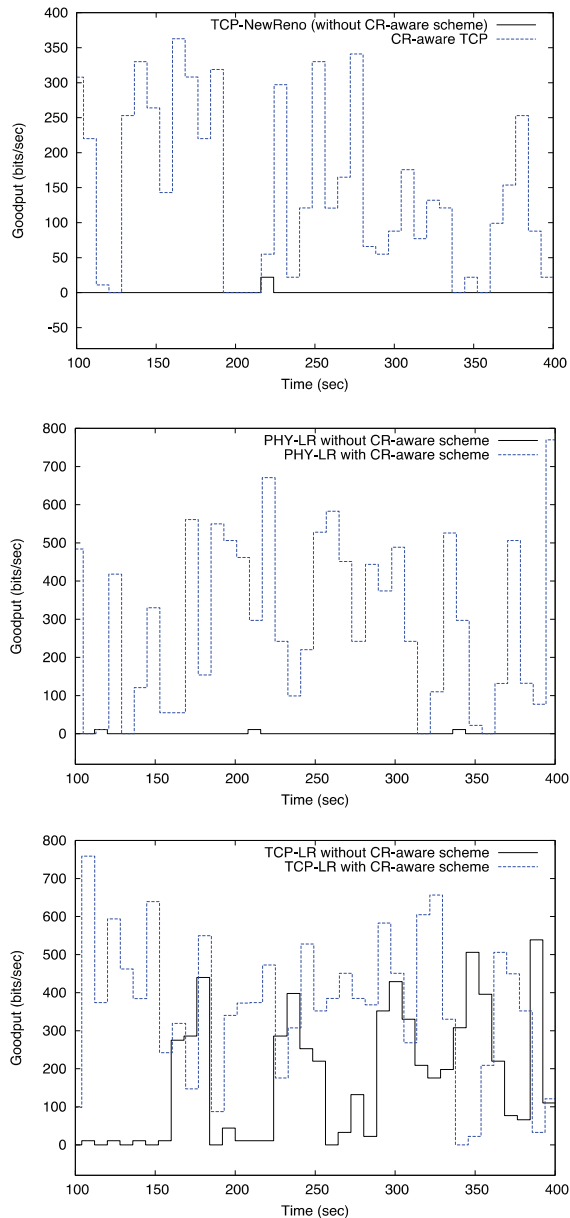 TCP-NewReno (without CR-aware scheme)
CR-aware TCP
400
350
300
250
200
150
100
50
0
-50
Goodput (bits/sec)
100 150 200 250 300 350 400
Time (sec)
PHY-LR without CR-aware scheme
PHY-LR with CR-aware scheme
800
700
600
500
400
300
200
100
0
Goodput (bits/sec)
100 150 200 250 300 350 400
Time (sec)
TCP-LR without CR-aware scheme
TCP-LR with CR-aware scheme
800
700
600
500
400
300
200
100
0
Goodput (bits/sec)
100 150 200 250 300 350 400
Time (sec)